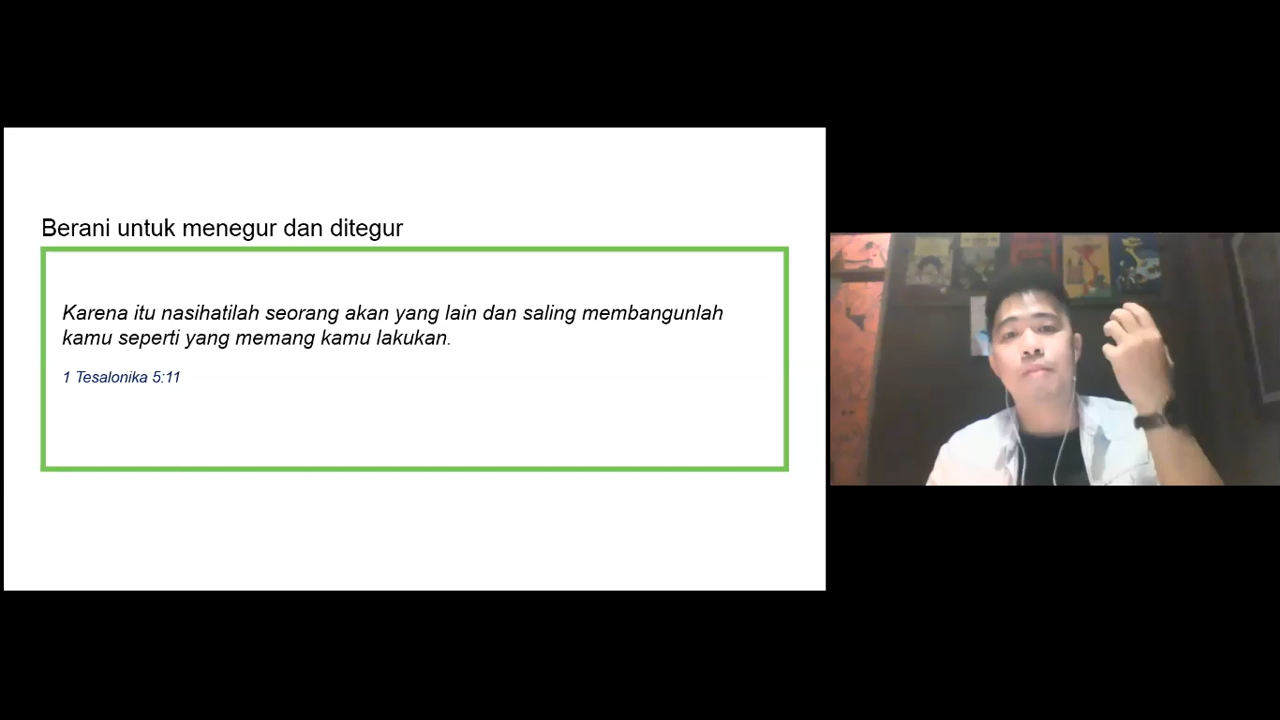 Berani untuk menegur dan ditegur
Karena itu nasihatilah seorang akan yang lain dan saling membangunlah
kamu seperti yang memang kamu lakukan.
1 Tesalonika 5:11